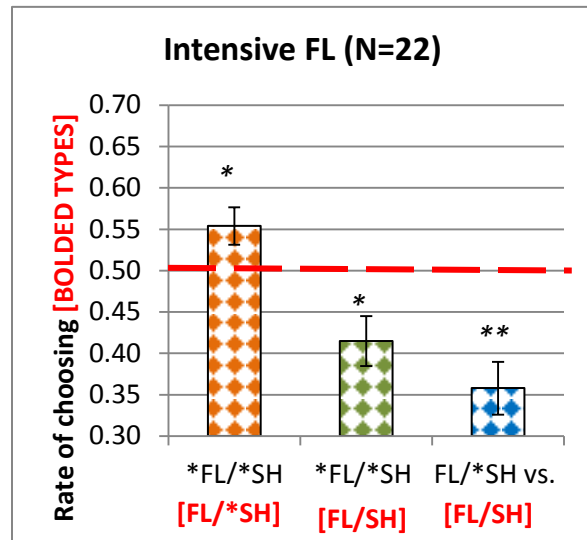 Intensive FL (N=22)
Rate of choosing [BOLDED TYPES]
0.70
0.65
0.60
0.55
0.50
0.45
0.40
0.35
0.30
*
*
**
*FL/*SH
[FL/*SH]
*FL/*SH
[FL/SH]
FL/*SH vs.
[FL/SH]